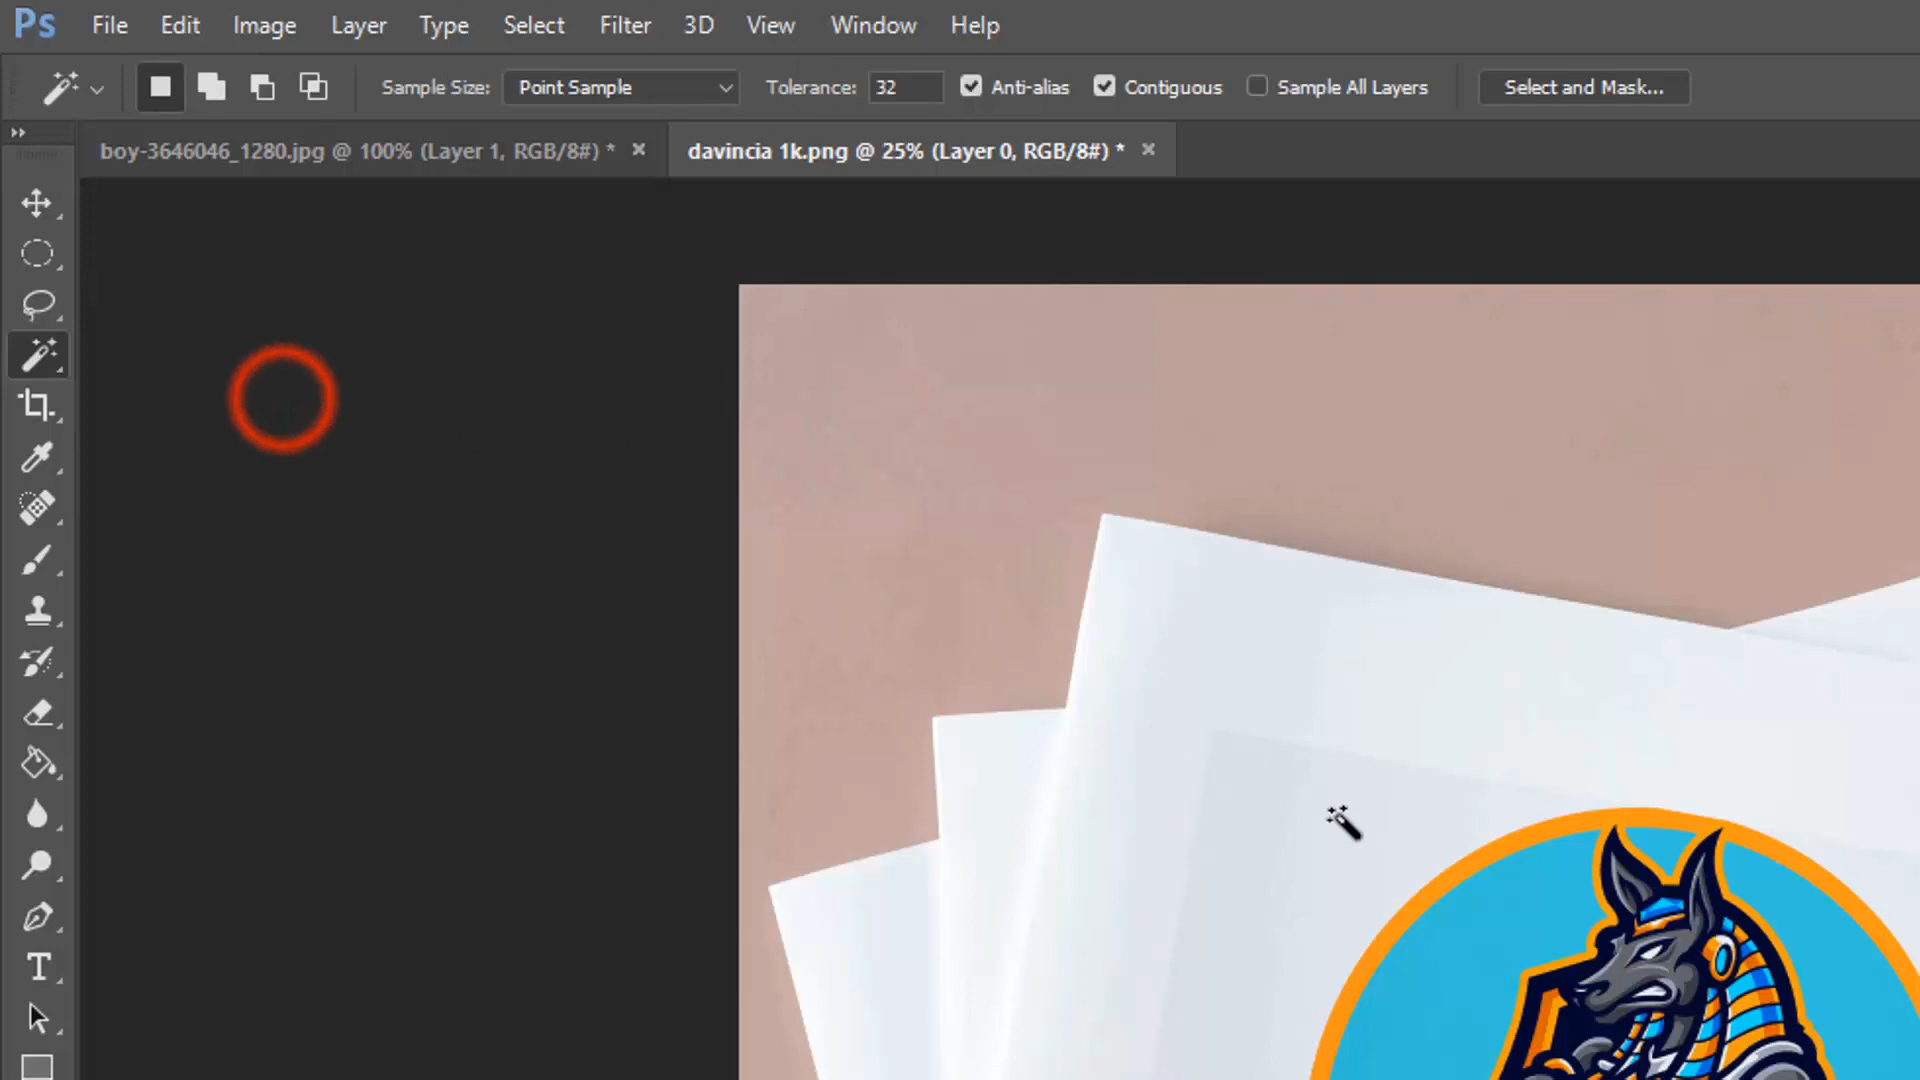 Ps File Edit Image Layer Type Select Filter 3D View Window Help
Sample Size: Point Sample Tolerance: 32 Anti-alias Contiguous Sample All Layers Select and Mask...
boy-3646046_1280.jpg @ 100% (Layer 1, RGB/8#) * davincia 1k.png @ 25% (Layer 0, RGB/8#) *